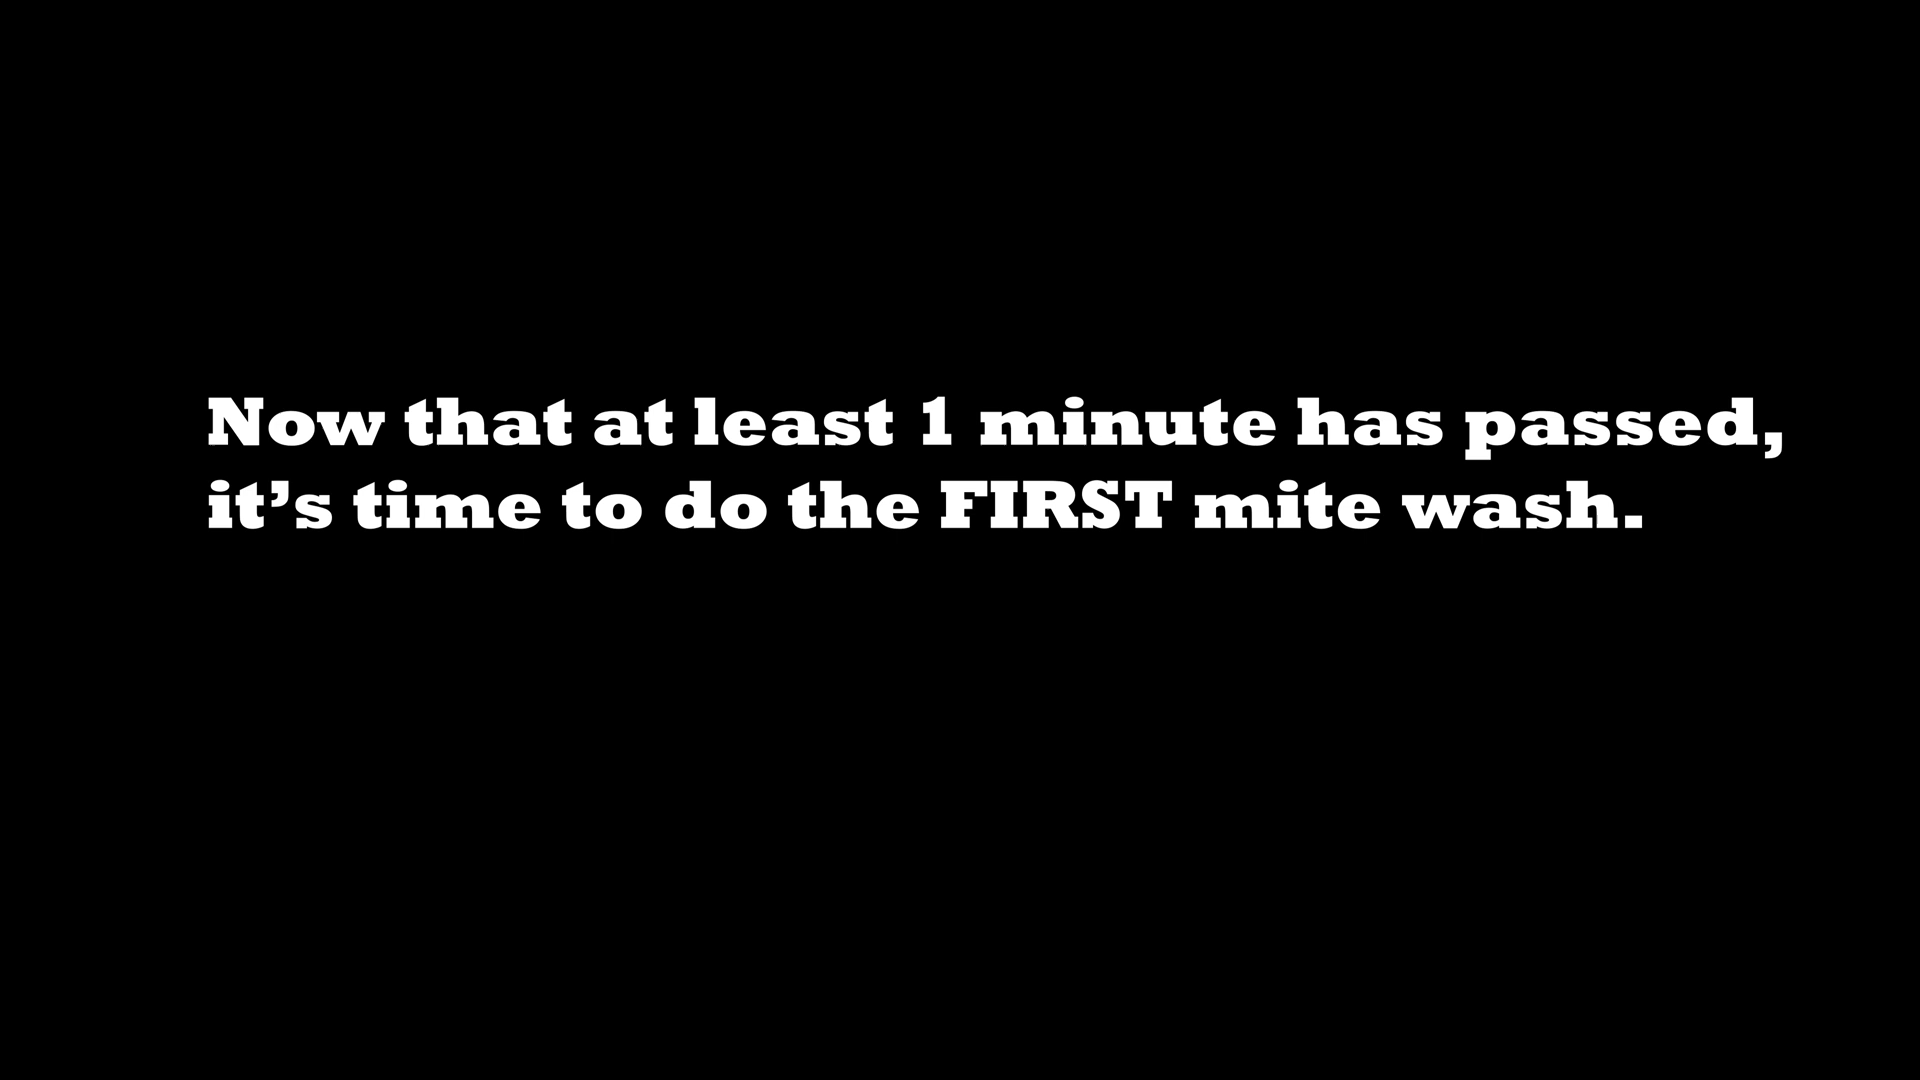 Now that at least 1 minute has passed,
it’s time to do the FIRST mite wash.